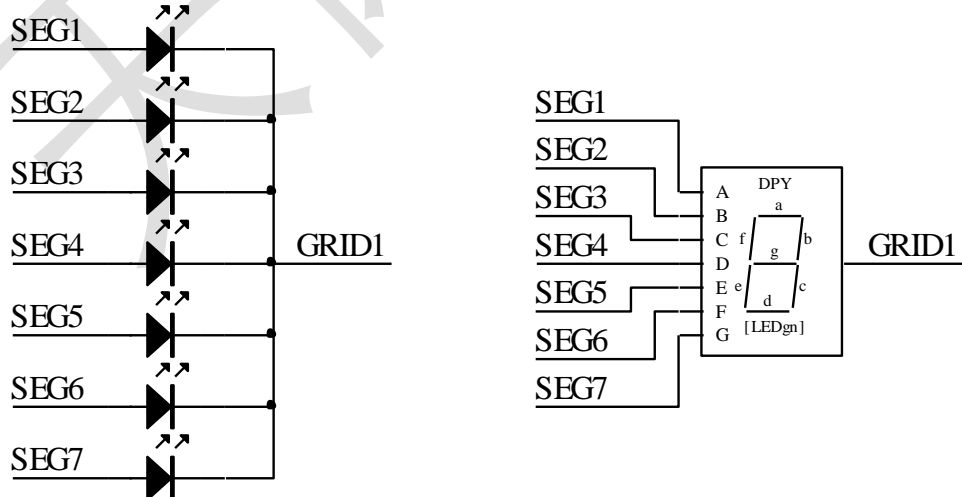 SEG1
SEG2
SEG3
SEG4
SEG5
SEG6
SEG7
GRID1
SEG1
SEG2
SEG3
SEG4
SEG5
SEG6
SEG7
DPY
A
B
C
D
E
F
G
a
f b
g
e c
d
[LEDgn]
GRID1